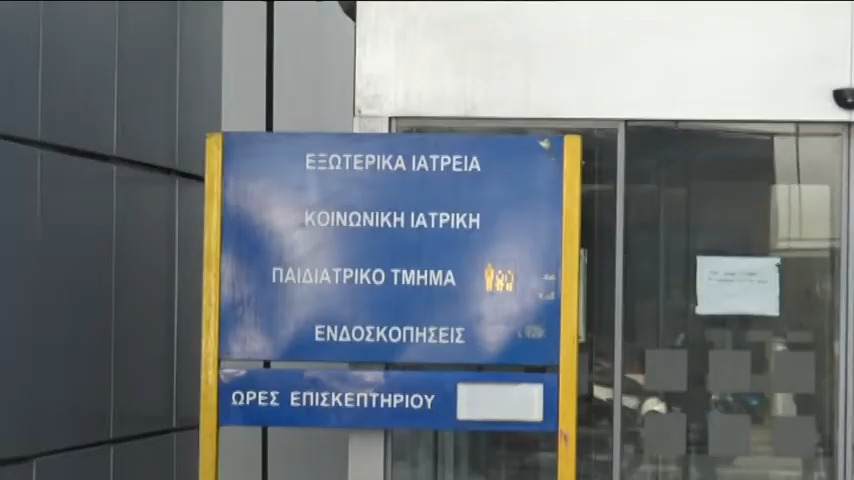 ΕΞΩΤΕΡΙΚΑ ΙΑΤΡΕΙΑ
ΚΟΙΝΩΝΙΚΗ ΙΑΤΡΙΚΗ
ΠΑΙΔΙΑΤΡΙΚΟ ΤΜΗΜΑ
ΕΝΔΟΣΚΟΠΗΣΕΙΣ
ΩΡΕΣ ΕΠΙΣΚΕΠΤΗΡΙΟΥ